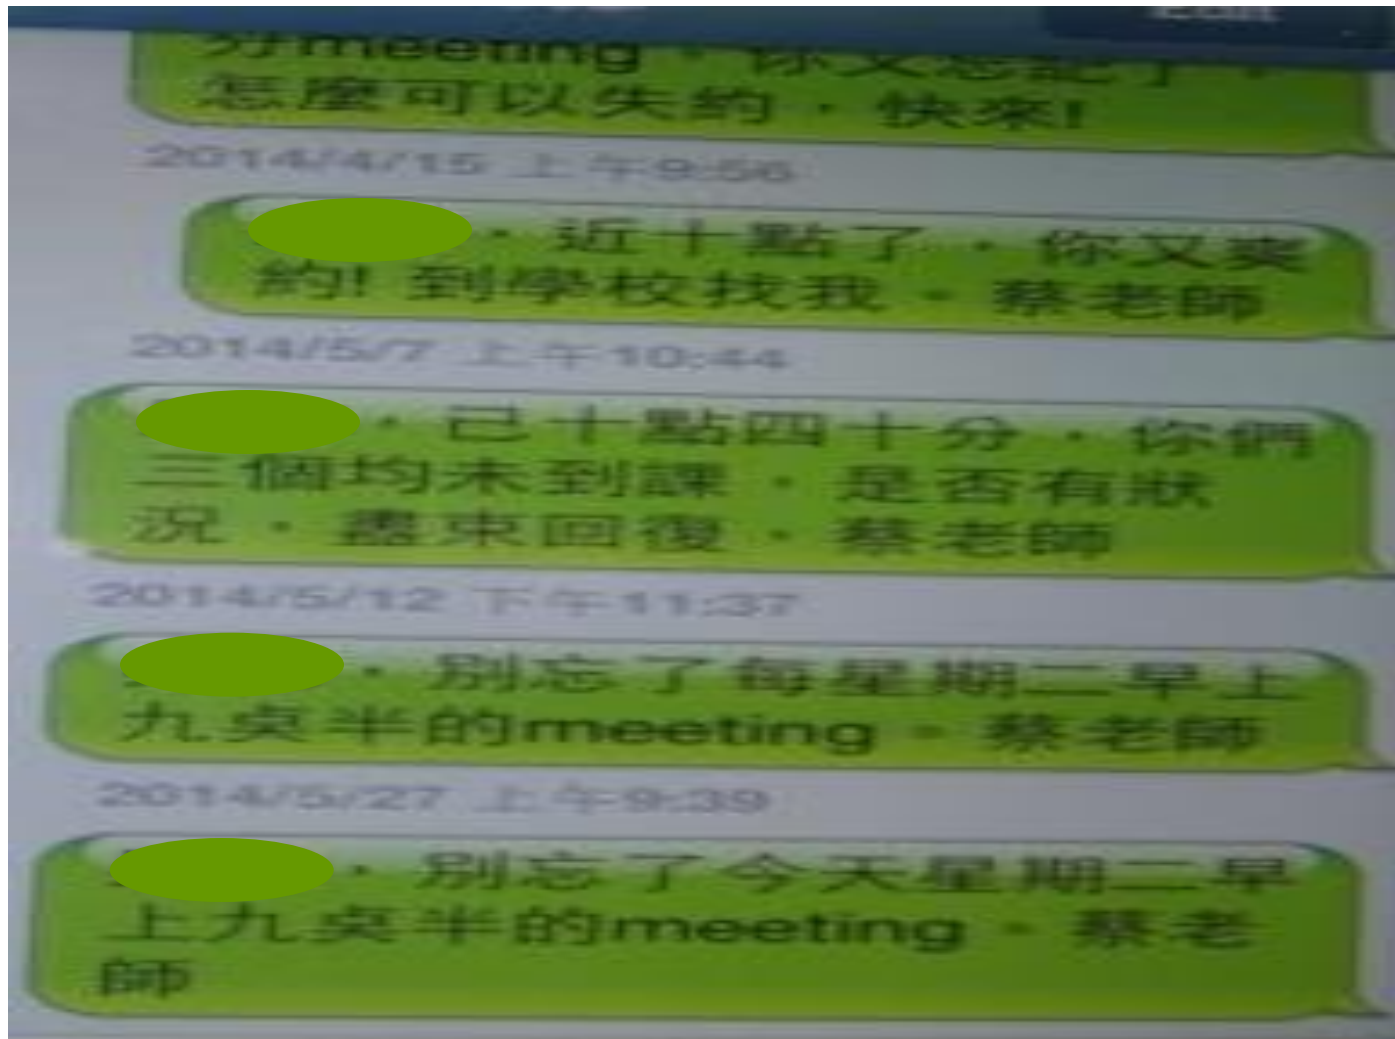 Edit
分meeting，你又忘記了，
怎麼可以失約，快來!
2014/4/15 上午9:56
，近十點了，你又爽
約! 到學校找我。蔡老師
2014/5/7 上午10:44
，已十點四十分，你們
三個均未到課，是否有狀
況，盡束回復。蔡老師
2014/5/12 下午11:37
，別忘了每星期二早上
九奌半的meeting。蔡老師
2014/5/27 上午9:39
，別忘了今天星期二早
上九奌半的meeting。蔡老
師